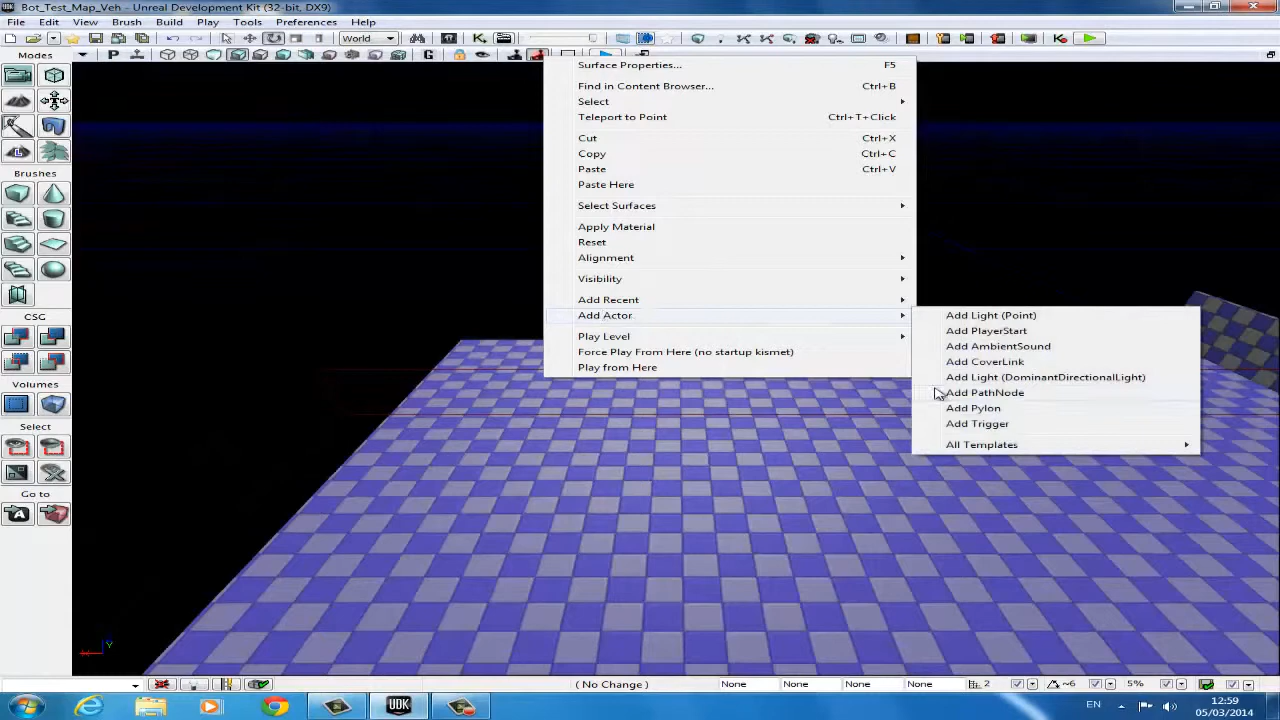 Bot_Test_Map_Veh - Unreal Development Kit (32-bit, DX9)
File Edit View Brush Build Play Tools Preferences Help
World
P G
Modes
Brushes
CSG
Volumes
Select
Go to
Surface Properties... F5
Find in Content Browser... Ctrl+B
Select
Teleport to Point Ctrl+T+Click
Cut Ctrl+X
Copy Ctrl+C
Paste Ctrl+V
Paste Here
Select Surfaces
Apply Material
Reset
Alignment
Visibility
Add Recent
Add Actor
Play Level
Force Play From Here (no startup kismet)
Play from Here
Add Light (Point)
Add PlayerStart
Add AmbientSound
Add CoverLink
Add Light (DominantDirectionalLight)
Add PathNode
Add Pylon
Add Trigger
All Templates
Y
(No Change) None None None None 2 ~6 5%
UDK
EN
12:59
05/03/2014